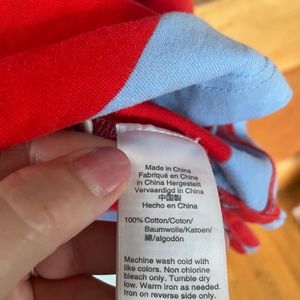 Made in China
Fabriqué en China
in China Hergestellt
Vervaardigd in China
中国製
Hecho en China
100% Cotton/Coton/
Baumwolle/Katoen/
綿/algodón
Machine wash cold with
like colors. Non chlorine
bleach only. Tumble dry
low. Warm iron as needed.
Iron on reverse side only.